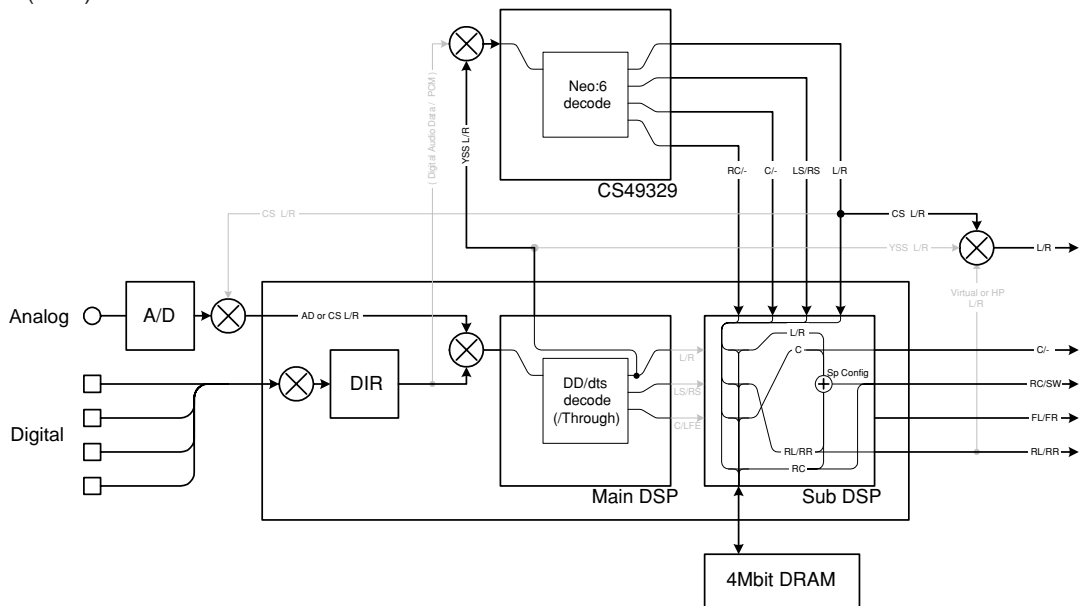 Neo:6
decode
CS49329
( Digital Audio Data / PCM )
YSS L/R
RC/-
C/-
LS/RS
L/R
CS L/R
CS L/R
YSS L/R
L/R
Virtual or HP
L/R
Analog
A/D
AD or CS L/R
DIR
Digital
DD/dts
decode
(/Through)
Main DSP
L/R
LS/RS
C/LFE
L/R
C
Sp Config
RL/RR
RC
Sub DSP
C/-
RC/SW
FL/FR
RL/RR
4Mbit DRAM